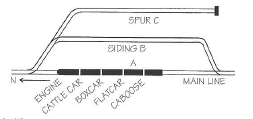 SPUR C
SIDING B
A
N
MAIN LINE
ENGINE
CATTLE CAR
BOXCAR
FLATCAR
CABOOSE